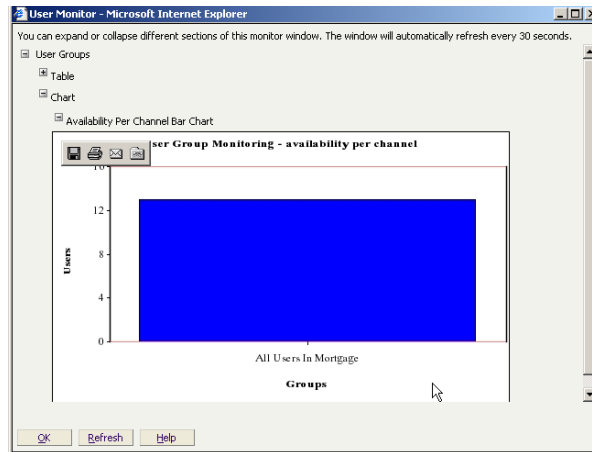 User Monitor - Microsoft Internet Explorer
You can expand or collapse different sections of this monitor window. The window will automatically refresh every 30 seconds.
User Groups
Table
Chart
Availability Per Channel Bar Chart
ser Group Monitoring - availability per channel
16
12
8
4
0
Users
All Users In Mortgage
Groups
OK Refresh Help